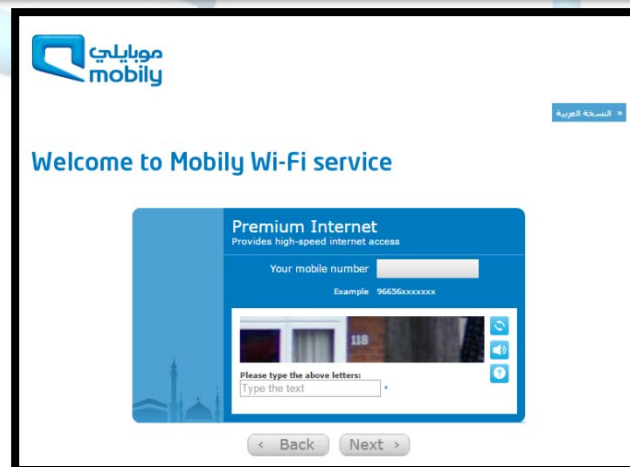 موبايلي
mobily
النسخة العربية »
Welcome to Mobily Wi-Fi service
Premium Internet
Provides high-speed internet access
Your mobile number
Example 96656xxxxxxx
118
Please type the above letters:
Type the text *
< Back Next >